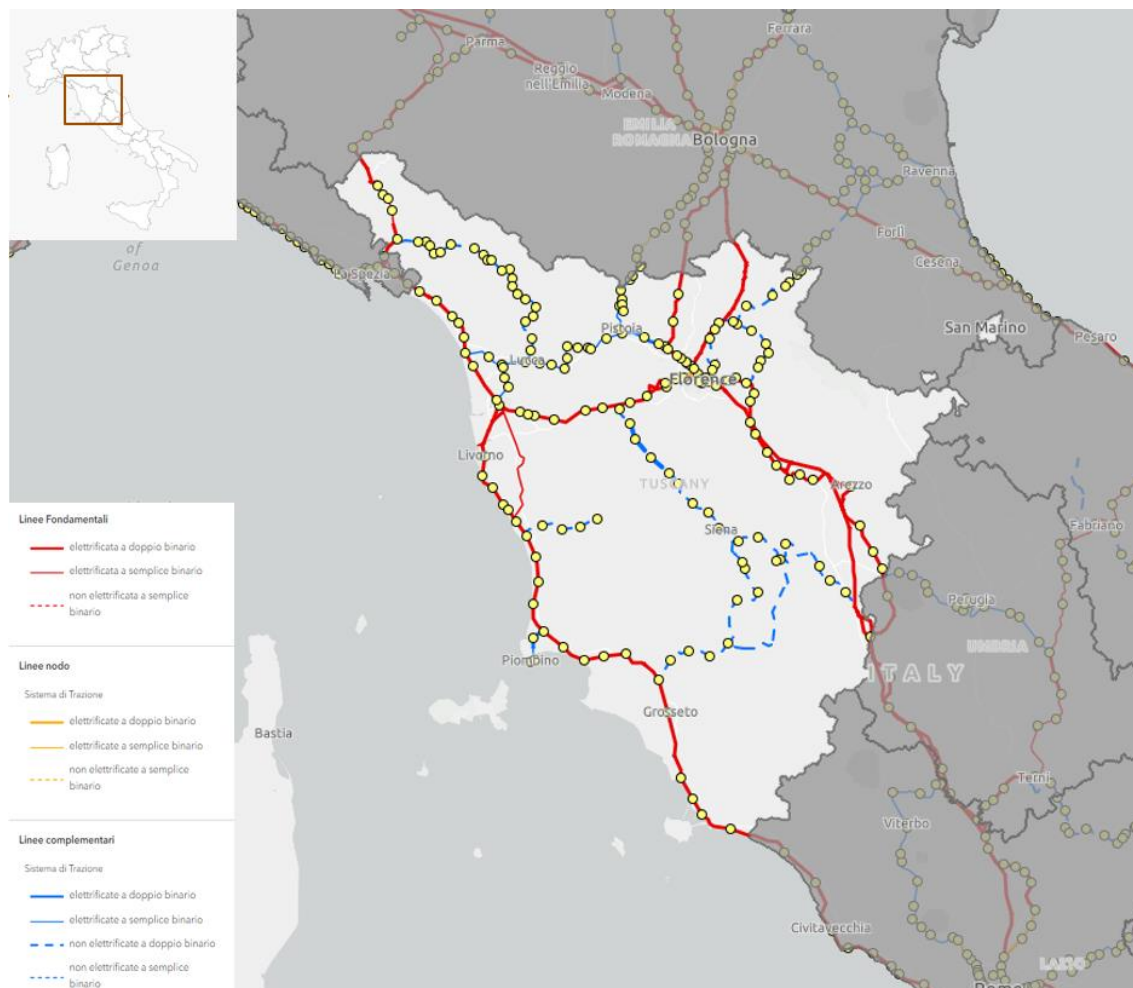 Parma
Ferrara
Reggio
nell'Emilia
Modena
EMILIA
ROMAGNA
Bologna
Ravenna
Forlì
Cesena
of
Genoa
La Spezia
San Marino
Pesaro
Pistoia
Lucca
Florence
Livorno
TUSCANY
Arezzo
Siena
Fabriano
Perugia
UMBRIA
Piombino
ITALY
Grosseto
Bastia
Terni
Viterbo
Civitavecchia
LAZIO
Rome
Linee Fondamentali
elettrificata a doppio binario
elettrificata a semplice binario
non elettrificata a semplice
binario
Linee nodo
Sistema di Trazione
elettrificate a doppio binario
elettrificate a semplice binario
non elettrificate a semplice
binario
Linee complementari
Sistema di Trazione
elettrificate a doppio binario
elettrificate a semplice binario
non elettrificate a doppio binario
non elettrificate a semplice
binario